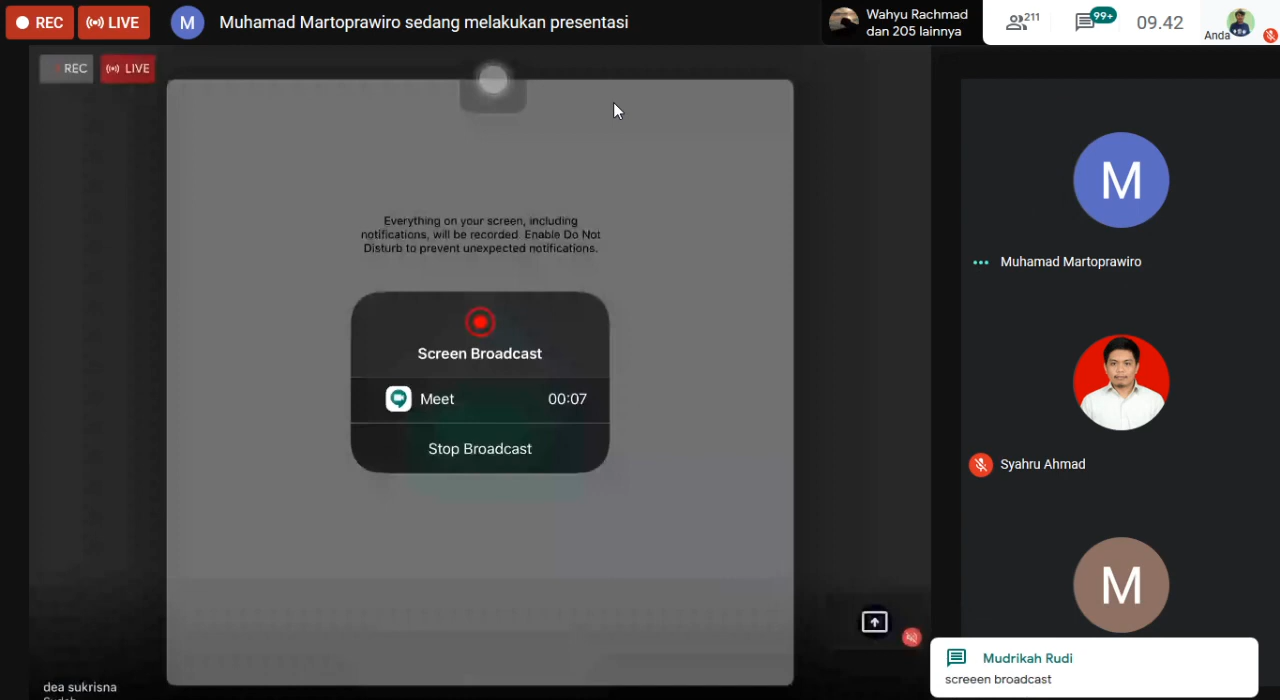 REC
LIVE
M
Muhamad Martoprawiro sedang melakukan presentasi
Wahyu Rachmad
dan 205 lainnya
211
99+
09.42
Anda
REC
LIVE
Everything on your screen, including
notifications, will be recorded. Enable Do Not
Disturb to prevent unexpected notifications.
Screen Broadcast
Meet
00:07
Stop Broadcast
M
Muhamad Martoprawiro
Syahru Ahmad
M
Mudrikah Rudi
screeen broadcast
dea sukrisna
Sudah